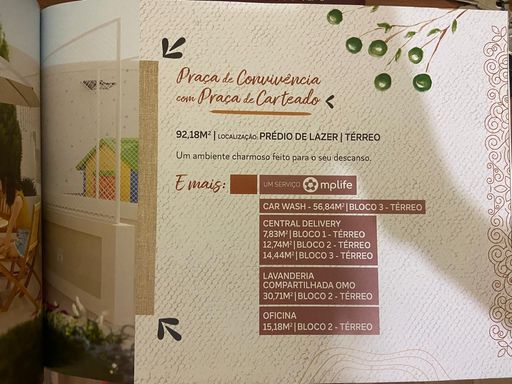 Praça de Convivência
com Praça de Carteado
92,18M² | LOCALIZAÇÃO: PRÉDIO DE LAZER | TÉRREO
Um ambiente charmoso feito para o seu descanso.
E mais:
UM SERVIÇO mplife
CAR WASH - 56,84M² | BLOCO 3 - TÉRREO
CENTRAL DELIVERY
7,83M² | BLOCO 1 - TÉRREO
12,74M² | BLOCO 2 - TÉRREO
14,44M² | BLOCO 3 - TÉRREO
LAVANDERIA
COMPARTILHADA OMO
30,71M² | BLOCO 2 - TÉRREO
OFICINA
15,18M² | BLOCO 2 - TÉRREO